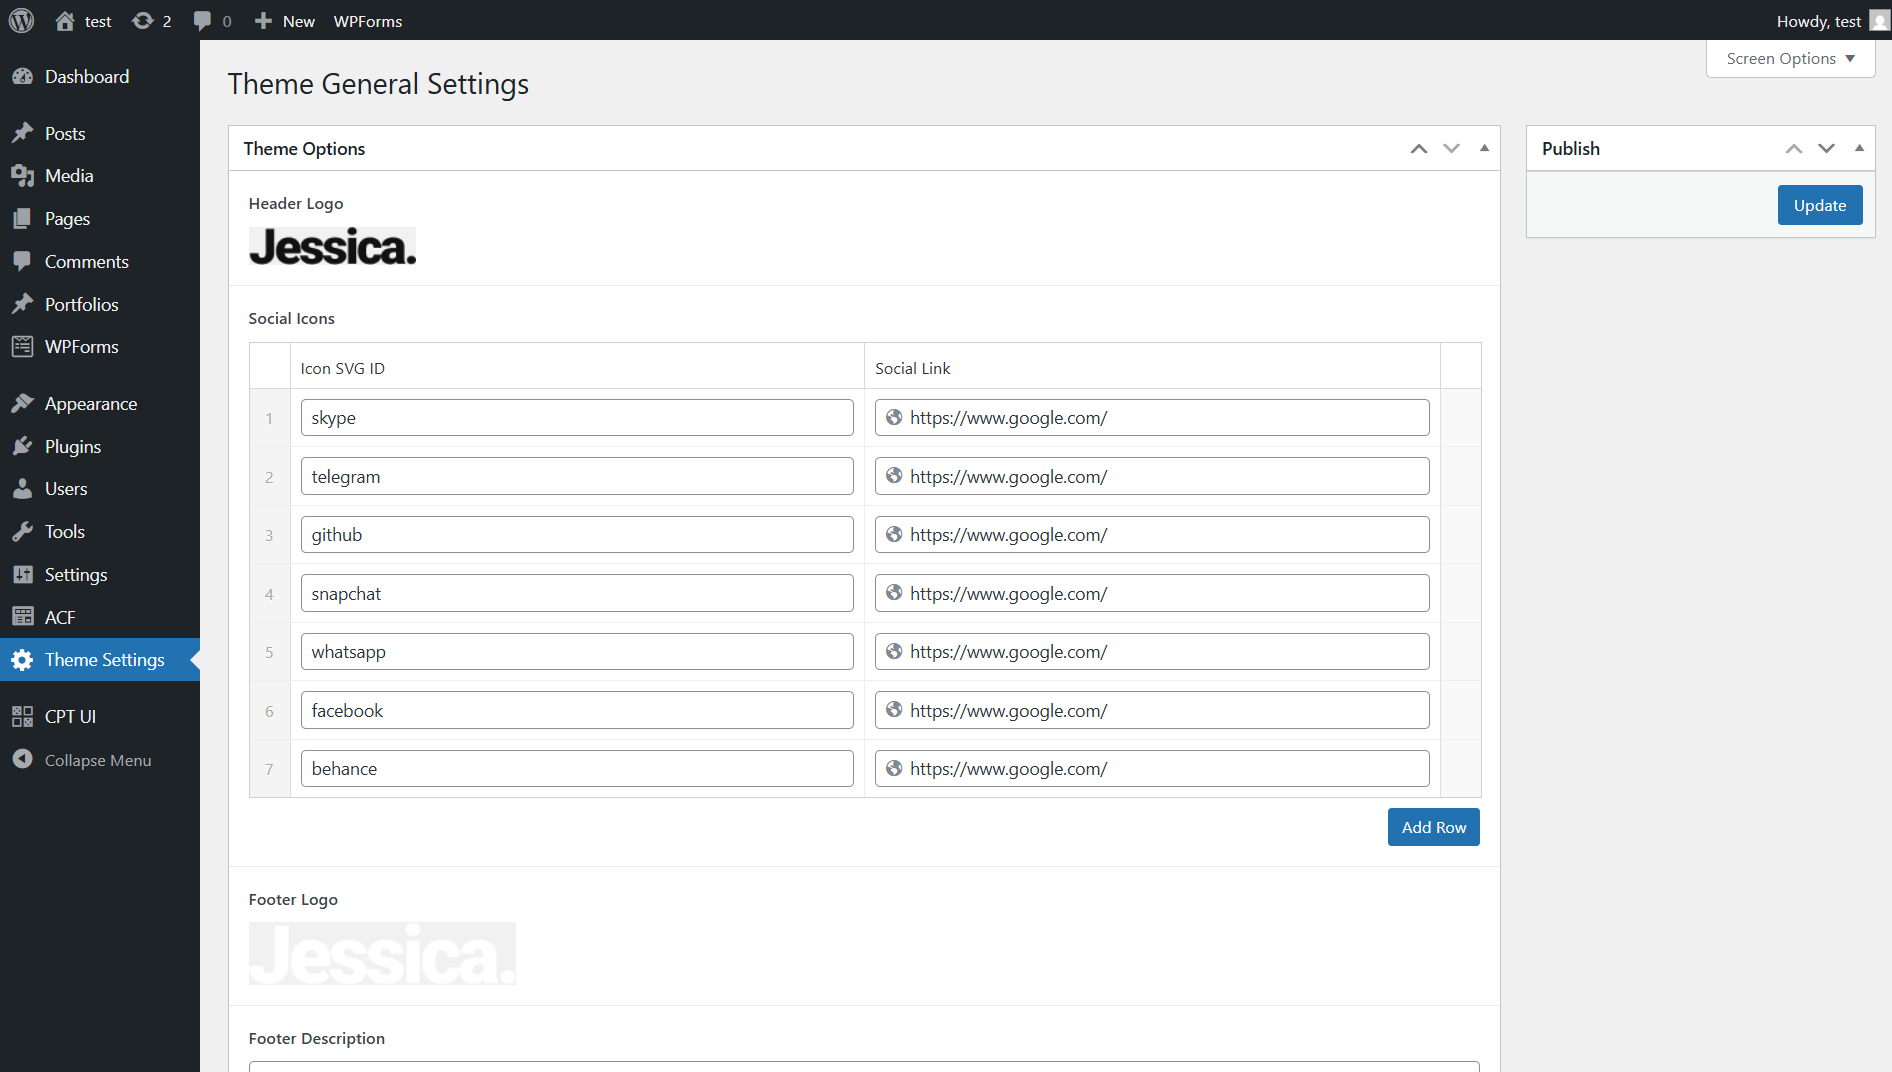 test 2 0 New WPForms Howdy, test
Screen Options
Dashboard
Posts
Media
Pages
Comments
Portfolios
WPForms
Appearance
Plugins
Users
Tools
Settings
ACF
Theme Settings
CPT UI
Collapse Menu
Theme General Settings
Theme Options
Header Logo
Jessica.
Social Icons
Icon SVG ID Social Link
1 skype https://www.google.com/
2 telegram https://www.google.com/
3 github https://www.google.com/
4 snapchat https://www.google.com/
5 whatsapp https://www.google.com/
6 facebook https://www.google.com/
7 behance https://www.google.com/
Add Row
Footer Logo
Jessica.
Footer Description
Publish
Update